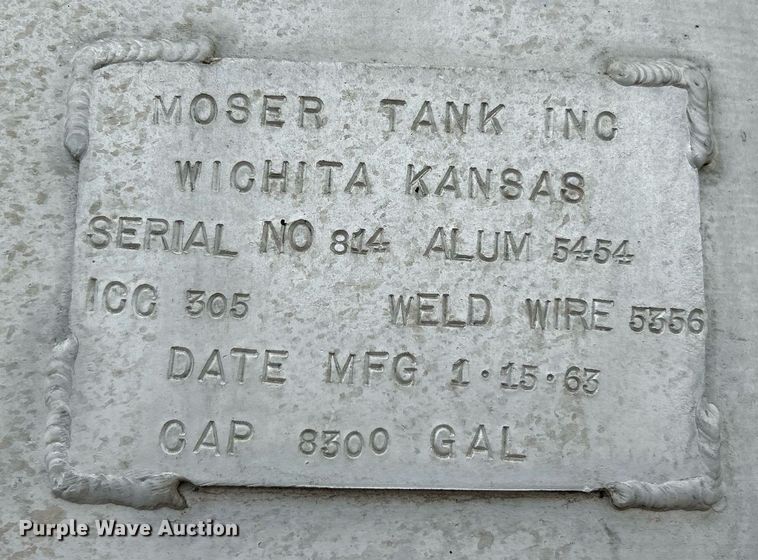 MOSER TANK INC
WICHITA KANSAS
SERIAL NO 814 ALUM 5454
ICC 305 WELD WIRE 5356
DATE MFG 1·15·63
CAP 8300 GAL
Purple Wave Auction